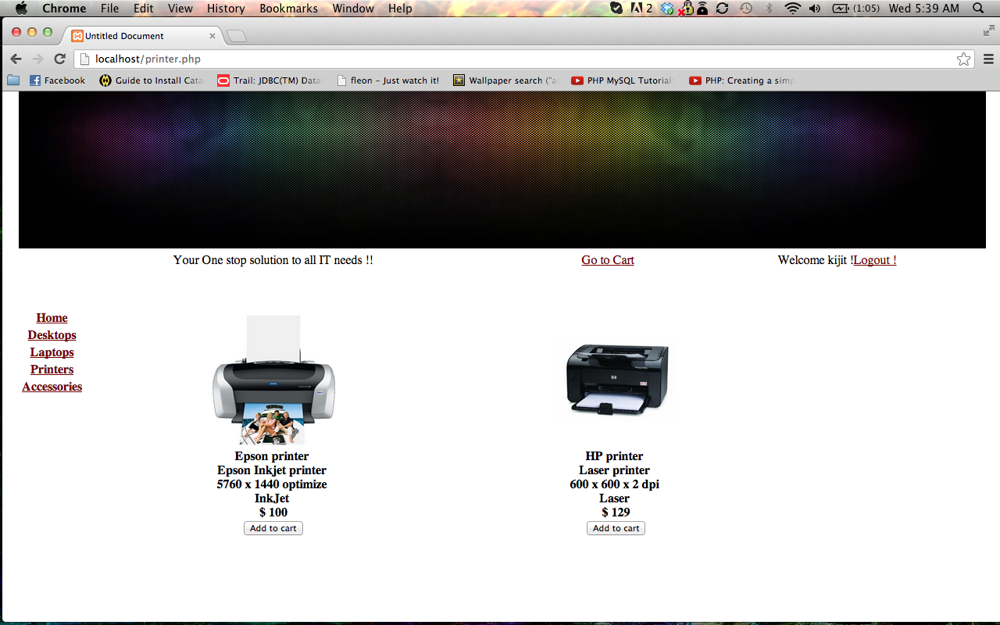 Chrome File Edit View History Bookmarks Window Help 2 (1:05) Wed 5:39 AM
Untitled Document
localhost/printer.php
Facebook Guide to Install Cata Trail: JDBC(TM) Data fleon - Just watch it! Wallpaper search ("a PHP MySQL Tutorial: PHP: Creating a simp
Your One stop solution to all IT needs !! Go to Cart Welcome kijit !Logout !
Home
Desktops
Laptops
Printers
Accessories
Epson printer
Epson Inkjet printer
5760 x 1440 optimize
InkJet
$ 100
Add to cart
hp
HP printer
Laser printer
600 x 600 x 2 dpi
Laser
$ 129
Add to cart